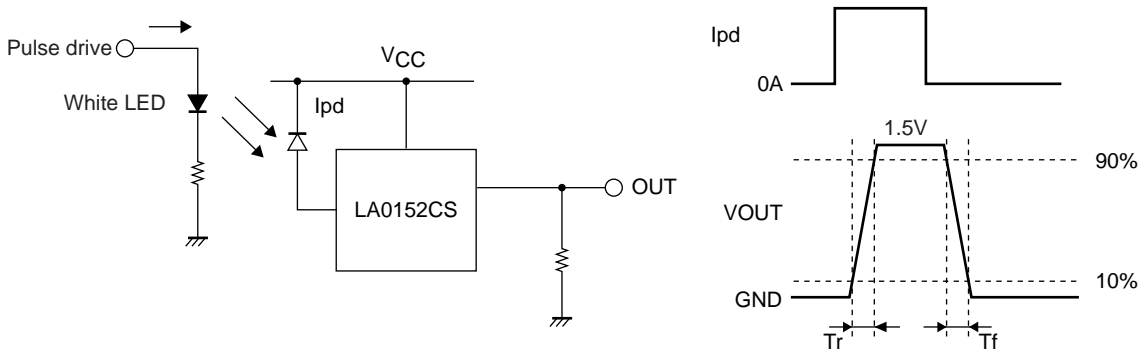 Pulse drive
White LED
VCC
Ipd
LA0152CS
OUT
Ipd
0A
1.5V
90%
VOUT
10%
GND
Tr
Tf